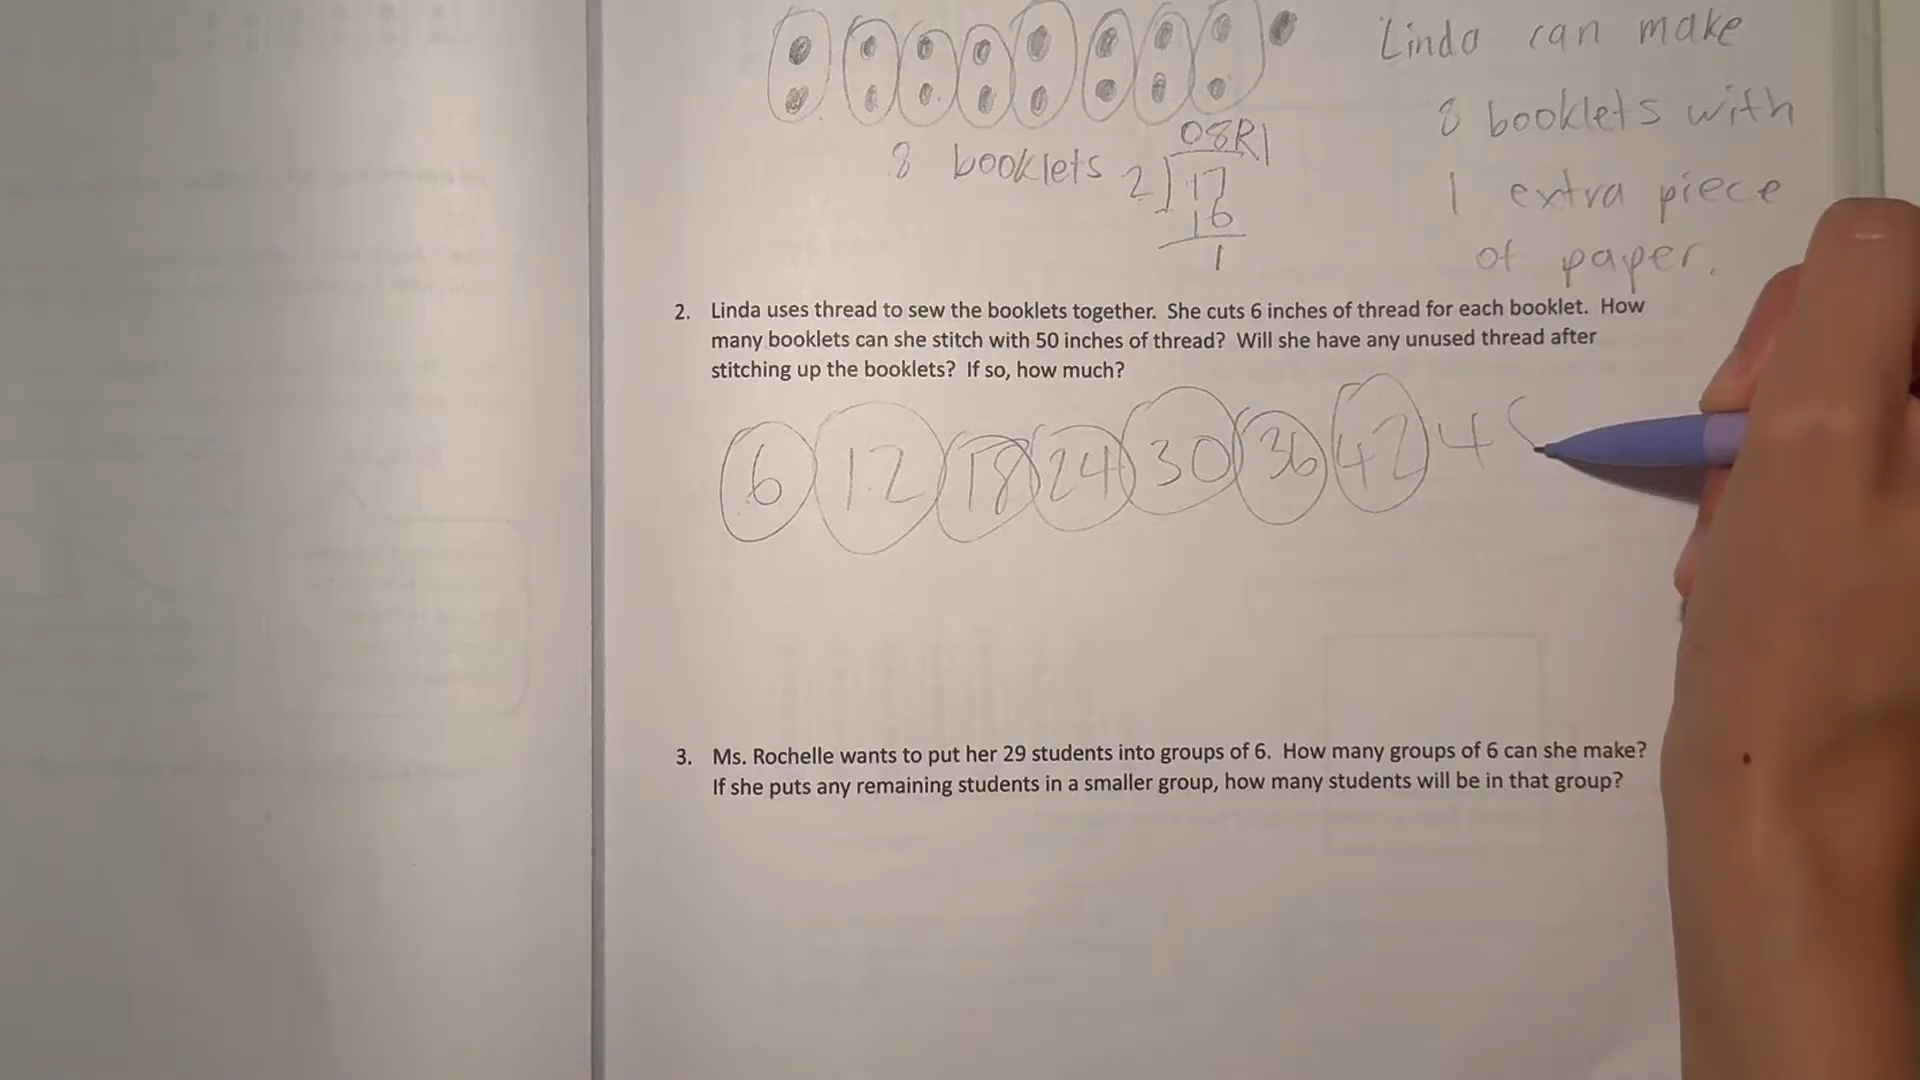 Linda can make
8 booklets with
08R1
8 booklets 2)17
1 extra piece
16
1
of paper.
2. Linda uses thread to sew the booklets together. She cuts 6 inches of thread for each booklet. How
many booklets can she stitch with 50 inches of thread? Will she have any unused thread after
stitching up the booklets? If so, how much?
6 12 18 24 30 36 42 4
3. Ms. Rochelle wants to put her 29 students into groups of 6. How many groups of 6 can she make?
If she puts any remaining students in a smaller group, how many students will be in that group?